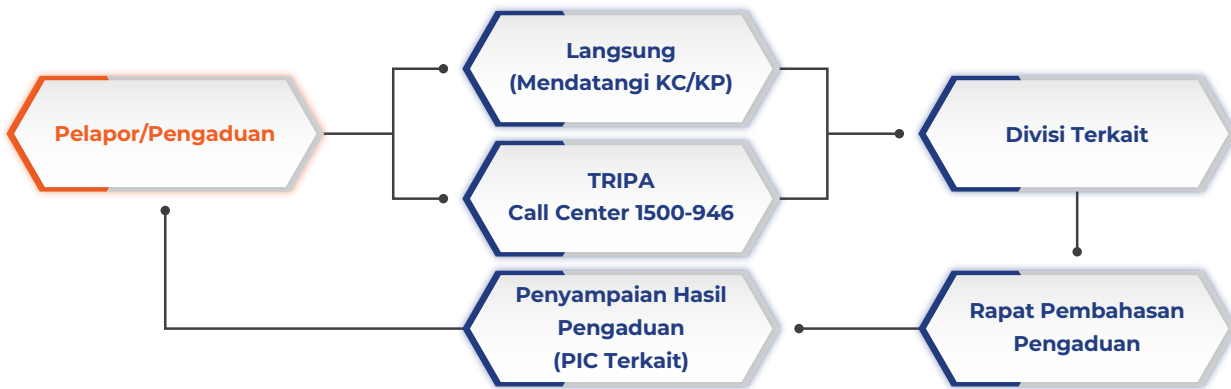 Pelapor/Pengaduan
Langsung
(Mendatangi KC/KP)
TRIPA
Call Center 1500-946
Divisi Terkait
Rapat Pembahasan
Pengaduan
Penyampaian Hasil
Pengaduan
(PIC Terkait)